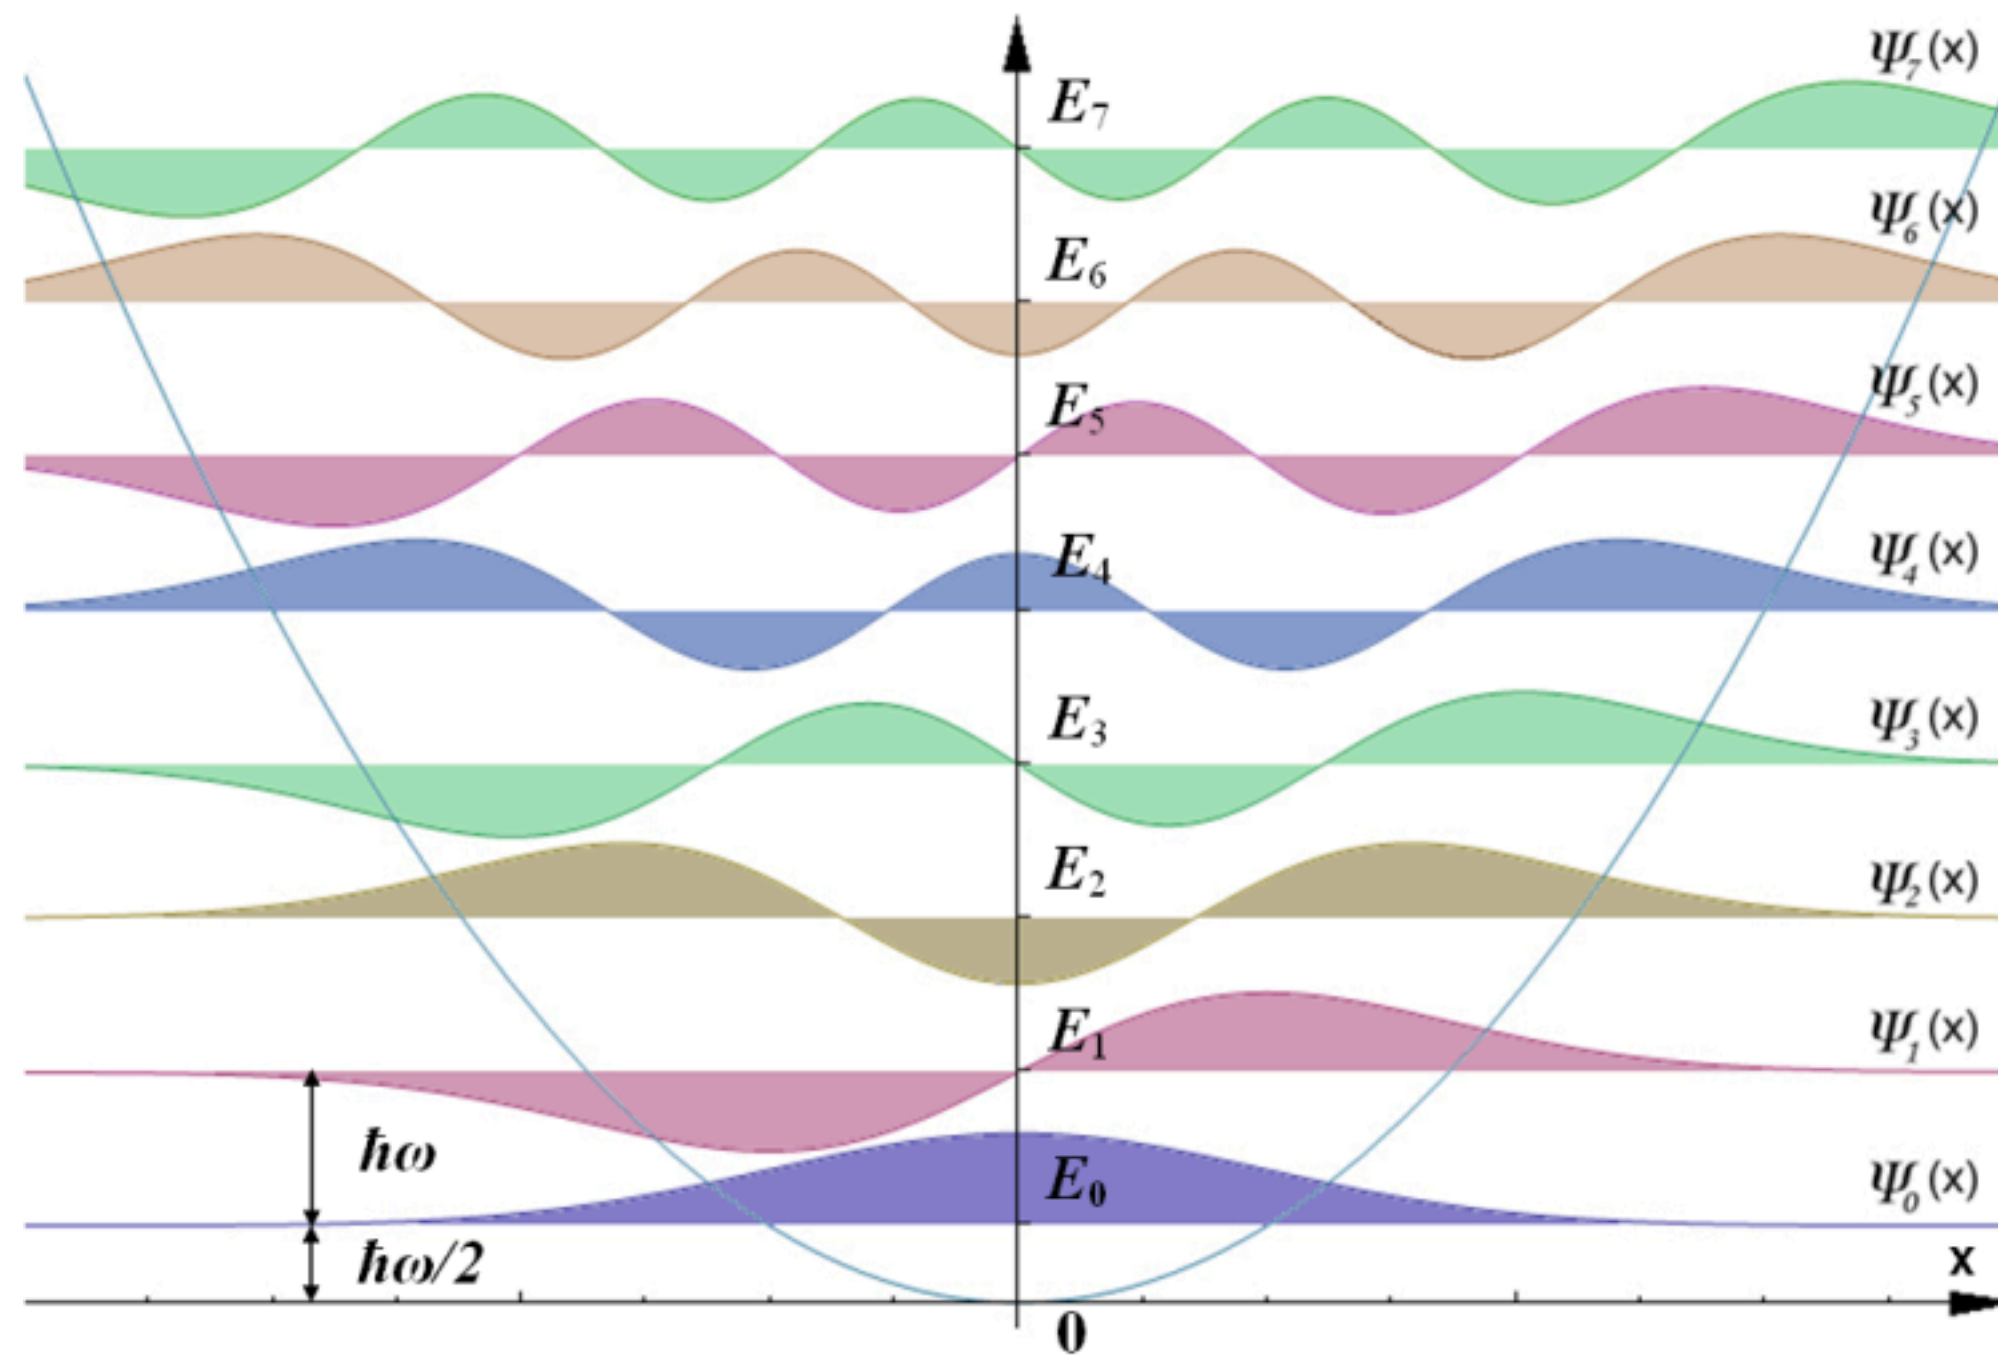 Ψ₇(x)
E₇
Ψ₆(x)
E₆
Ψ₅(x)
E₅
Ψ₄(x)
E₄
Ψ₃(x)
E₃
Ψ₂(x)
E₂
Ψ₁(x)
E₁
ħω
Ψ₀(x)
E₀
ħω/2
x
0